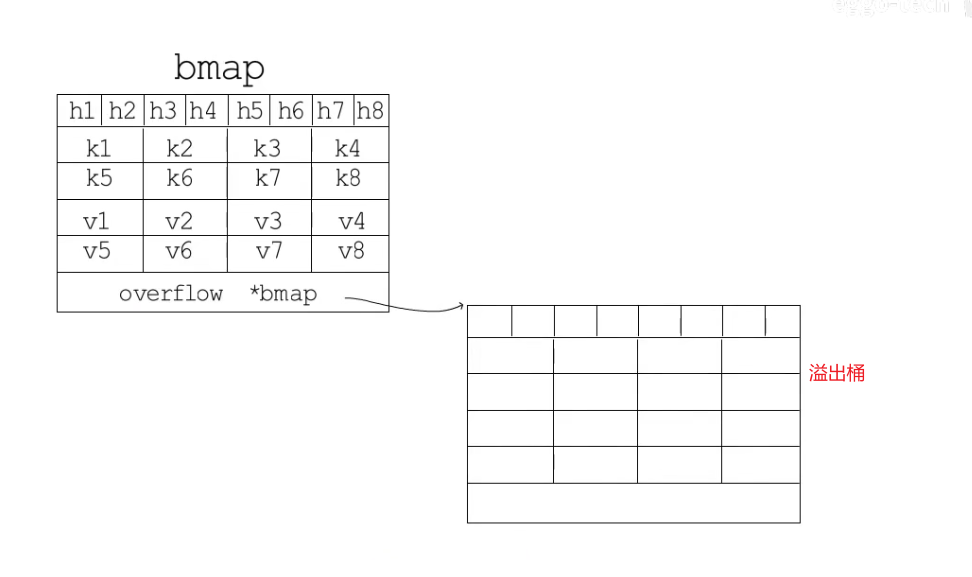 bmap
h1 h2 h3 h4 h5 h6 h7 h8
k1 k2 k3 k4
k5 k6 k7 k8
v1 v2 v3 v4
v5 v6 v7 v8
overflow *bmap
溢出桶